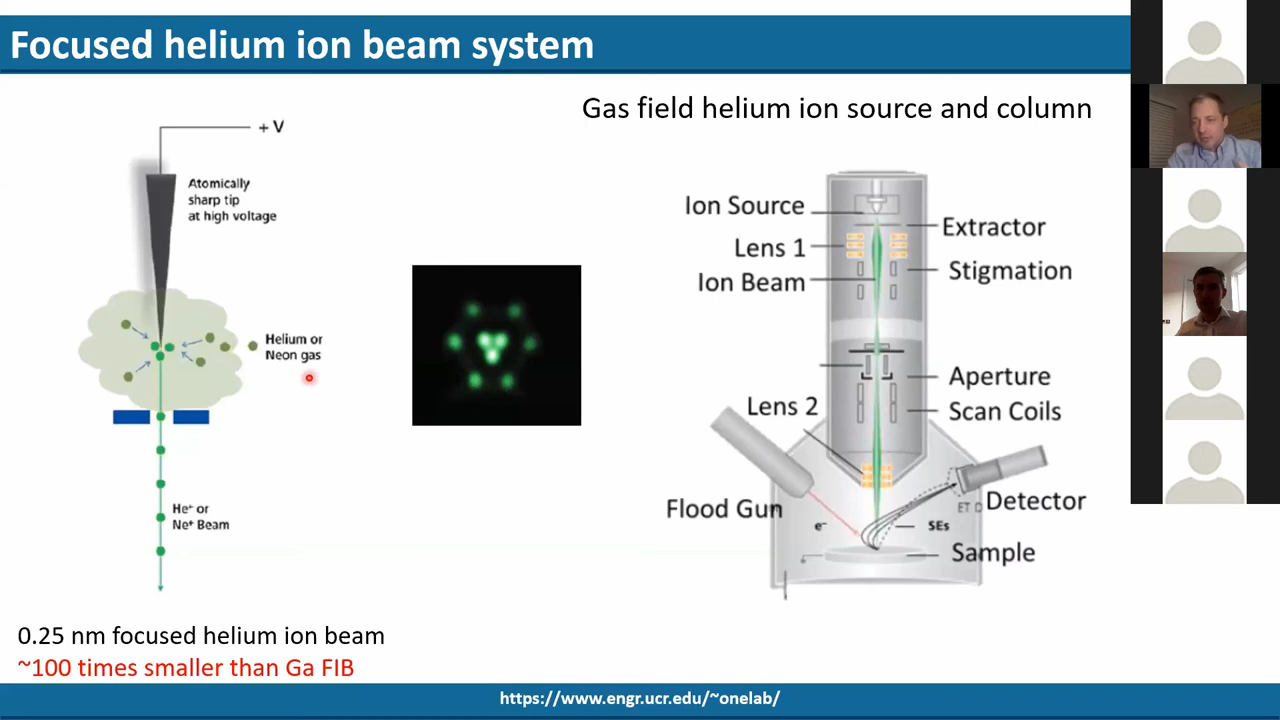 Focused helium ion beam system
Gas field helium ion source and column
+ V
Atomically
sharp tip
at high voltage
Helium or
Neon gas
He⁺ or
Ne⁺ Beam
Ion Source
Extractor
Lens 1
Stigmation
Ion Beam
Aperture
Lens 2
Scan Coils
Flood Gun
ET D
Detector
e⁻
SEs
Sample
0.25 nm focused helium ion beam
~100 times smaller than Ga FIB
https://www.engr.ucr.edu/~onelab/